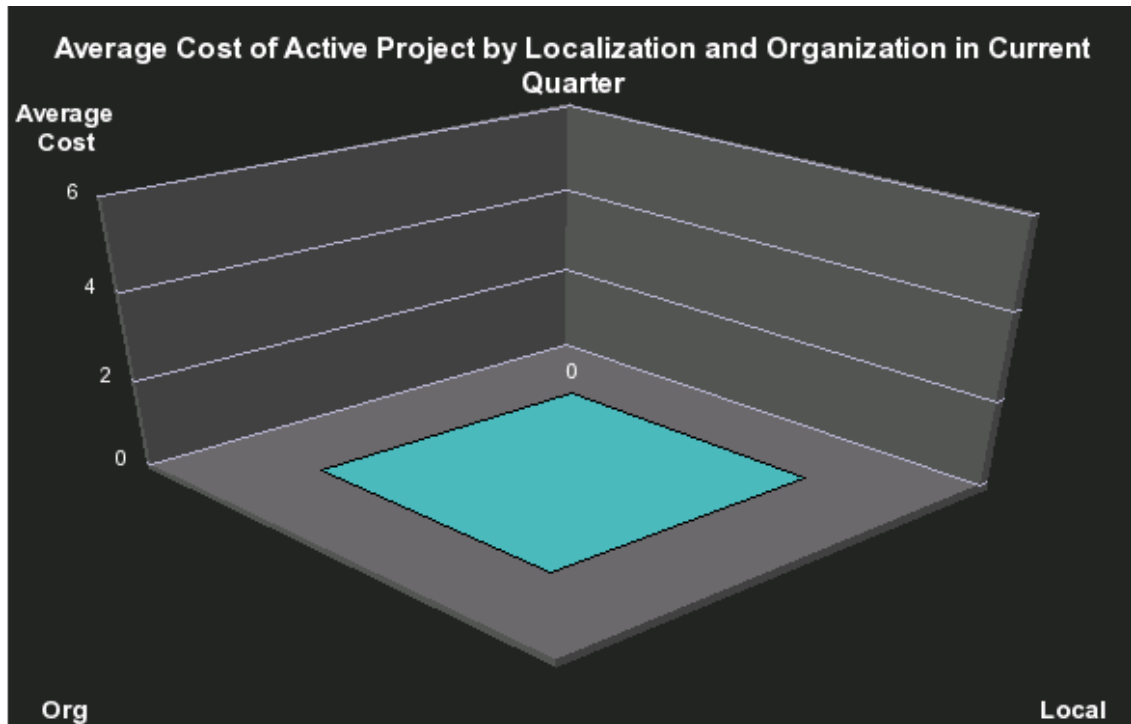 Average Cost of Active Project by Localization and Organization in Current
Quarter
Average
Cost
6
4
2
0
0
Org
Local